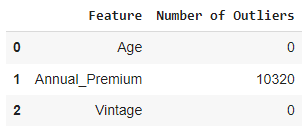 Feature Number of Outliers
0 Age 0
1 Annual_Premium 10320
2 Vintage 0